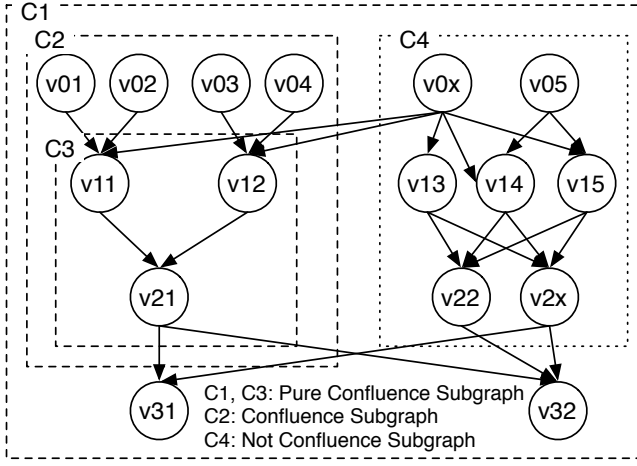 C1
C2
C4
v01 v02 v03 v04 v0x v05
C3
v11 v12 v13 v14 v15
v21 v22 v2x
v31 v32
C1, C3: Pure Confluence Subgraph
C2: Confluence Subgraph
C4: Not Confluence Subgraph